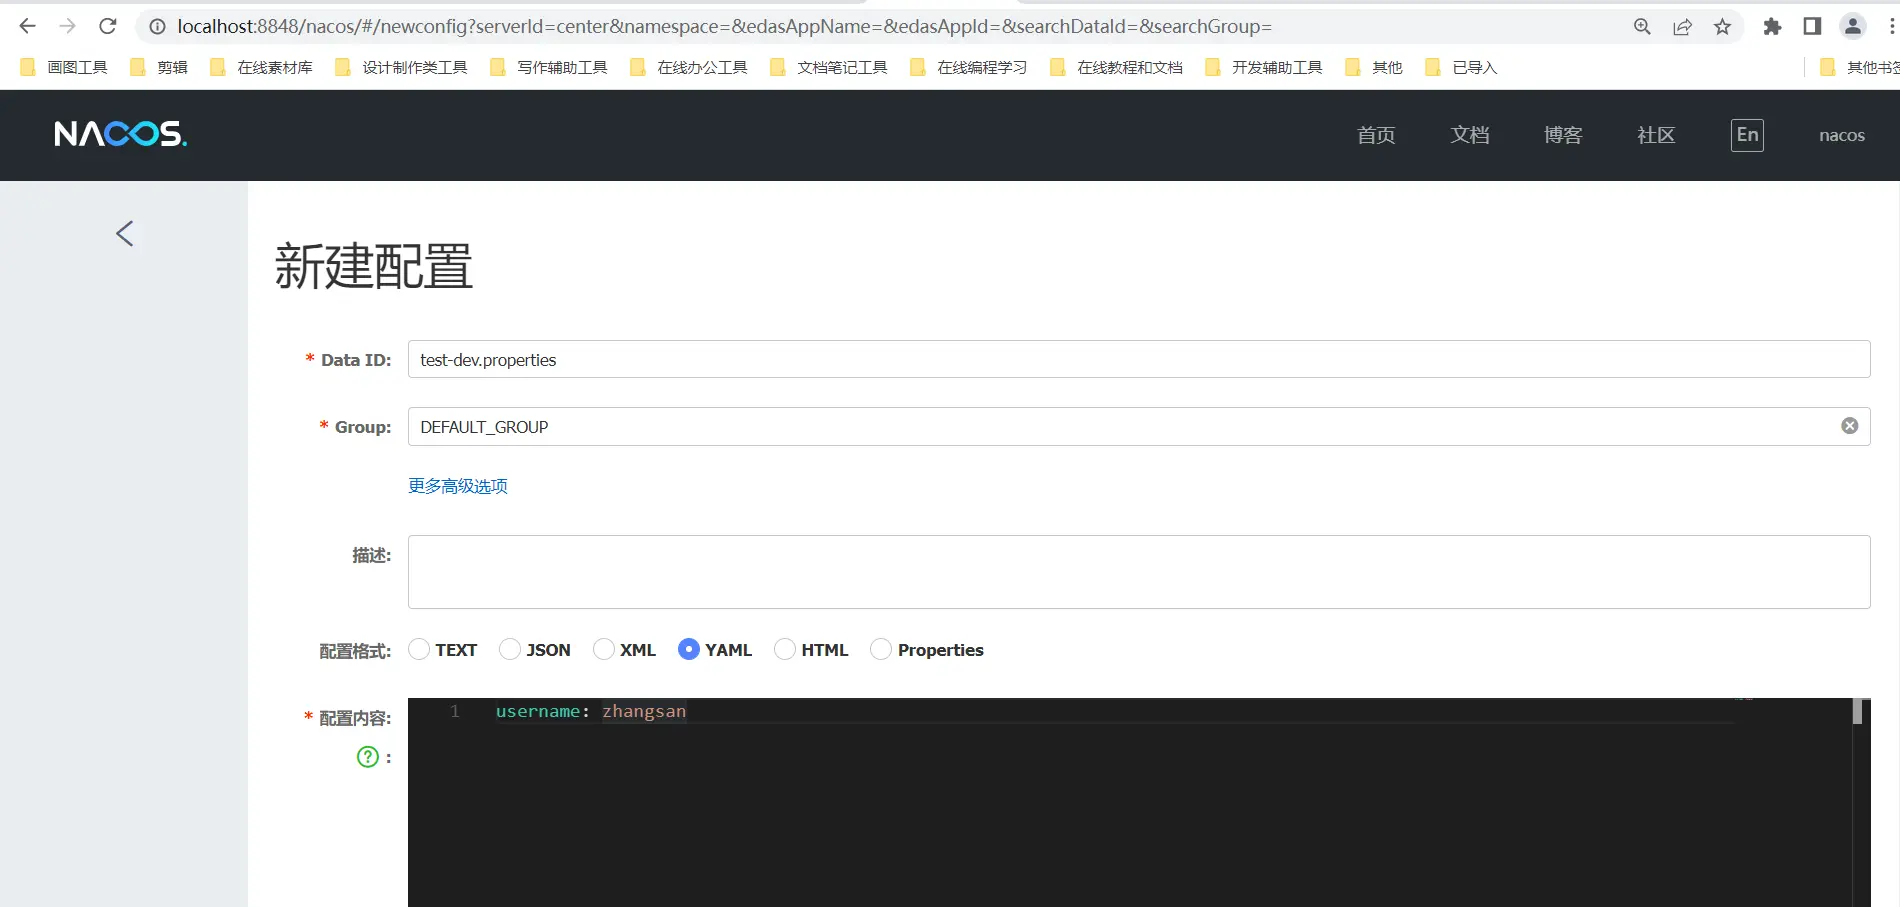 localhost:8848/nacos/#/newconfig?serverId=center&namespace=&edasAppName=&edasAppId=&searchDataId=&searchGroup=
画图工具 剪辑 在线素材库 设计制作类工具 写作辅助工具 在线办公工具 文档笔记工具 在线编程学习 在线教程和文档 开发辅助工具 其他 已导入 其他书签
NACOS. 首页 文档 博客 社区 En nacos
新建配置
* Data ID: test-dev.properties
* Group: DEFAULT_GROUP
更多高级选项
描述:
配置格式: TEXT JSON XML YAML HTML Properties
* 配置内容: 1 username: zhangsan
? :